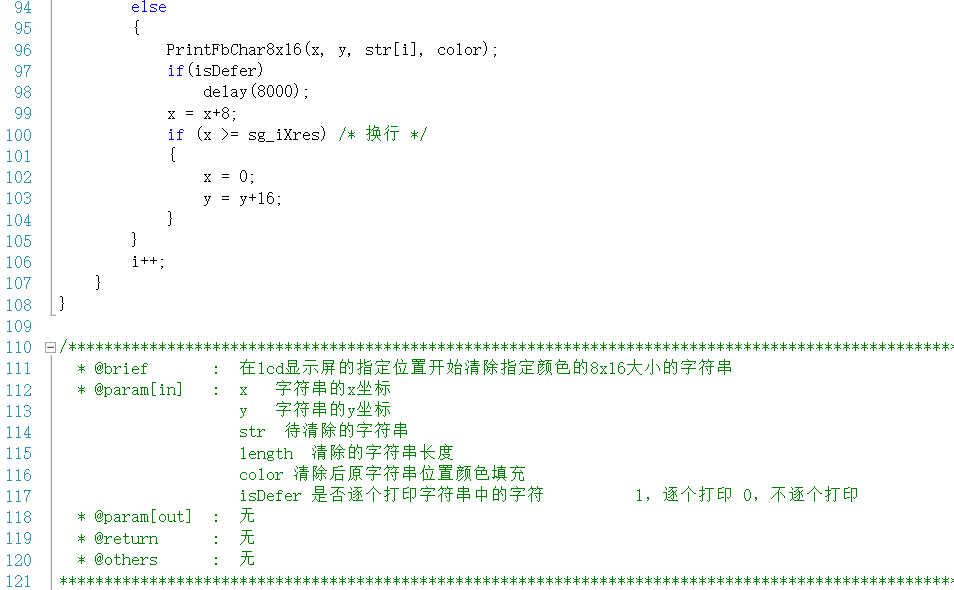 94 else
95 {
96 PrintFbChar8x16(x, y, str[i], color);
97 if(isDefer)
98 delay(8000);
99 x = x+8;
100 if (x >= sg_iXres) /* 换行 */
101 {
102 x = 0;
103 y = y+16;
104 }
105 }
106 i++;
107 }
108 }
109
110 /***************************************************************************************************
111 * @brief : 在lcd显示屏的指定位置开始清除指定颜色的8x16大小的字符串
112 * @param[in] : x 字符串的x坐标
113 y 字符串的y坐标
114 str 待清除的字符串
115 length 清除的字符串长度
116 color 清除后原字符串位置颜色填充
117 isDefer 是否逐个打印字符串中的字符 1，逐个打印 0，不逐个打印
118 * @param[out] : 无
119 * @return : 无
120 * @others : 无
121 ****************************************************************************************************